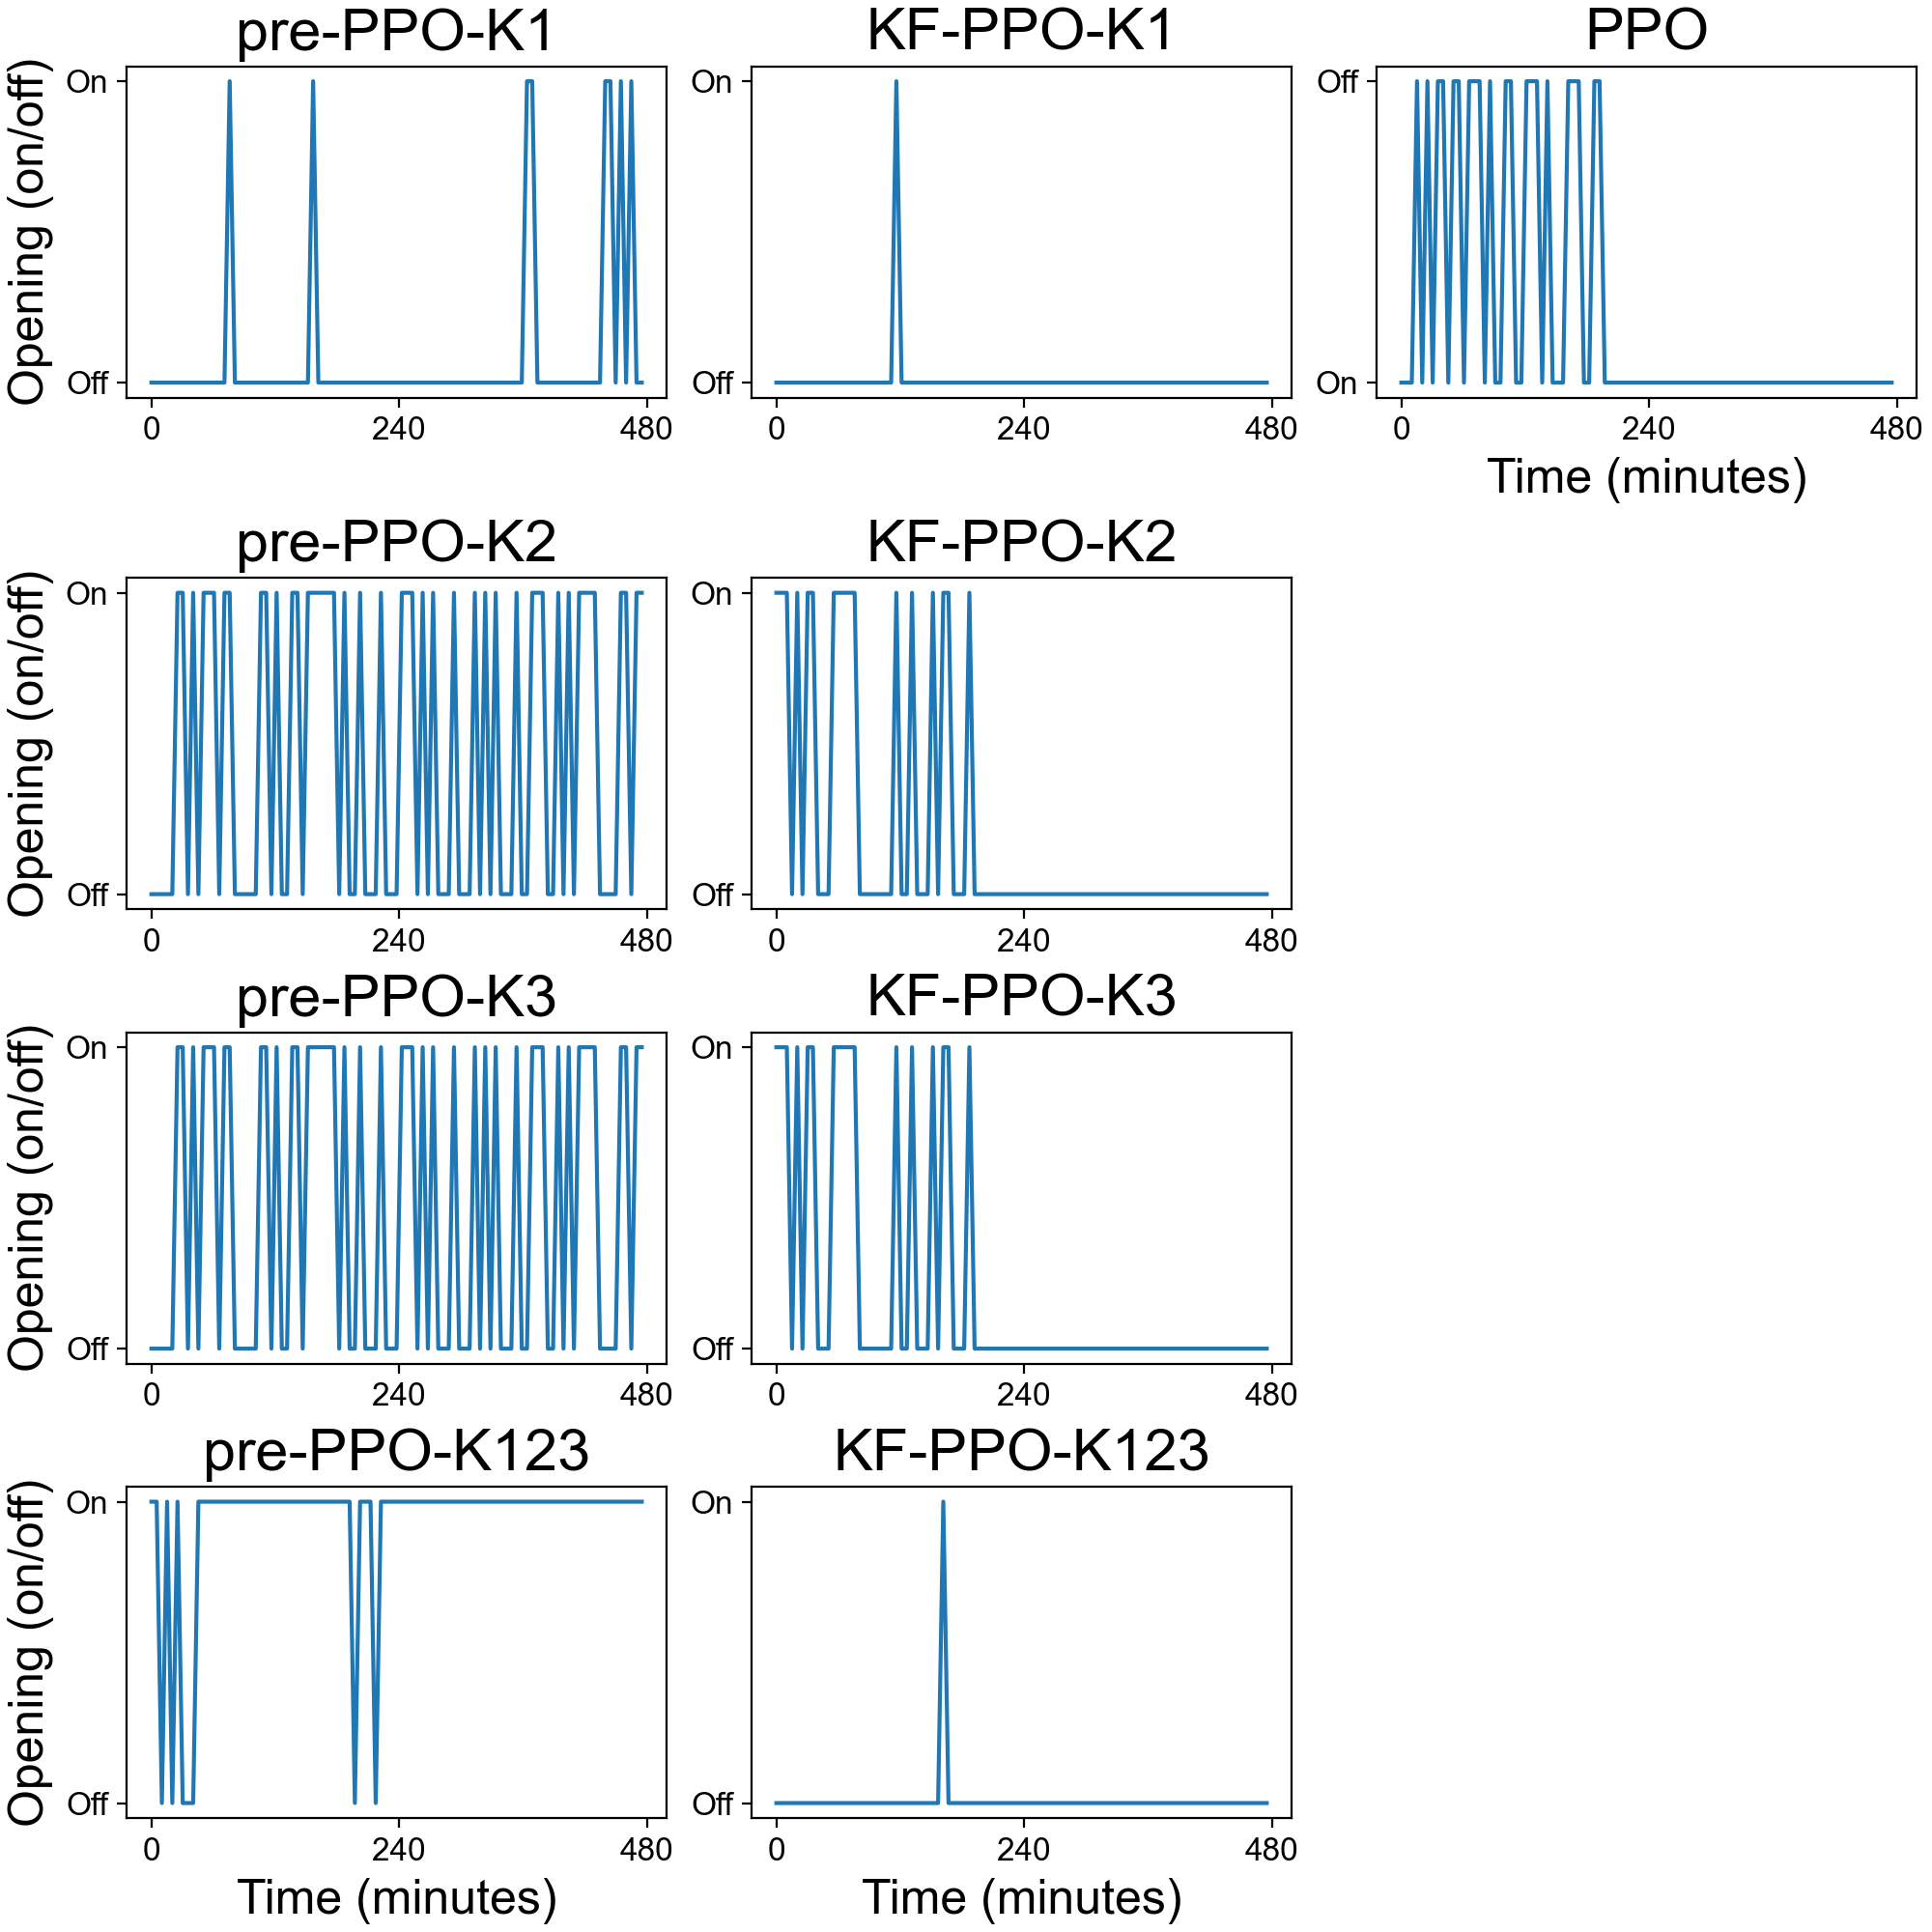 pre-PPO-K1
KF-PPO-K1
PPO
Opening (on/off)
On
Off
0
240
480
On
Off
0
240
480
Off
On
0
240
480
Time (minutes)
pre-PPO-K2
KF-PPO-K2
Opening (on/off)
On
Off
0
240
480
On
Off
0
240
480
pre-PPO-K3
KF-PPO-K3
Opening (on/off)
On
Off
0
240
480
On
Off
0
240
480
pre-PPO-K123
KF-PPO-K123
Opening (on/off)
On
Off
0
240
480
Time (minutes)
On
Off
0
240
480
Time (minutes)